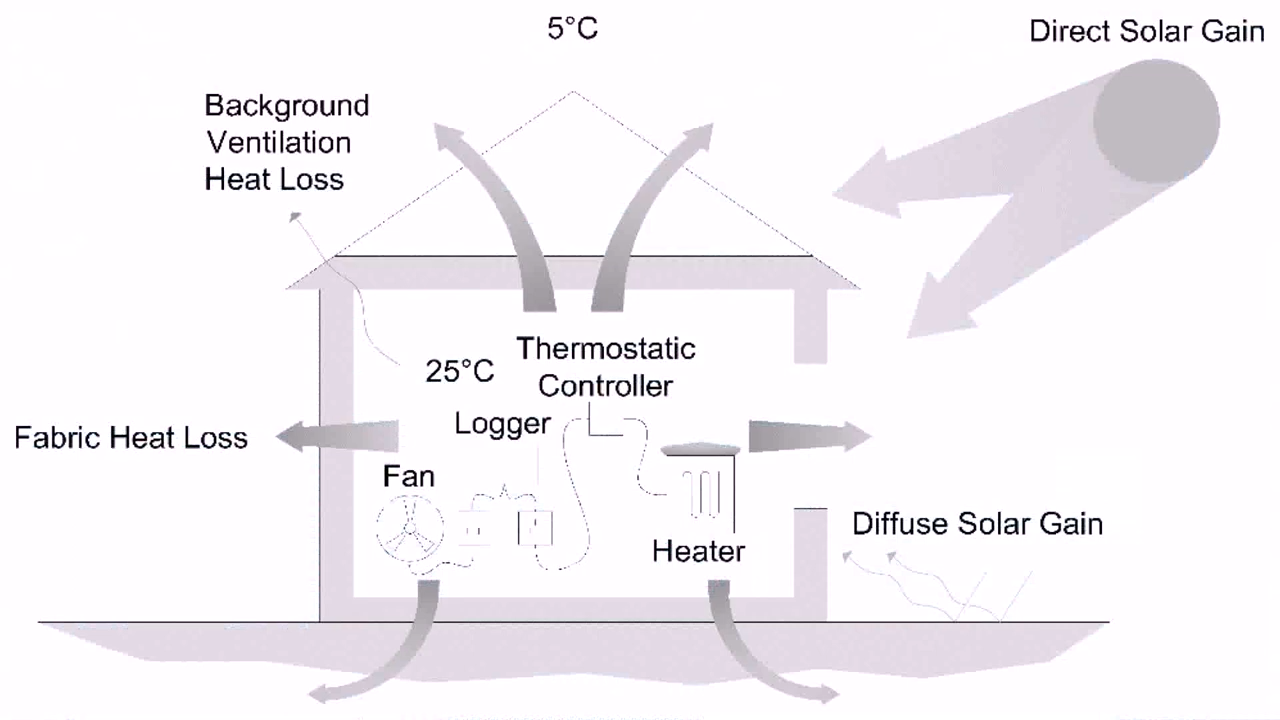 5°C
Direct Solar Gain
Background
Ventilation
Heat Loss
Thermostatic
Controller
25°C
Logger
Fabric Heat Loss
Fan
Diffuse Solar Gain
Heater